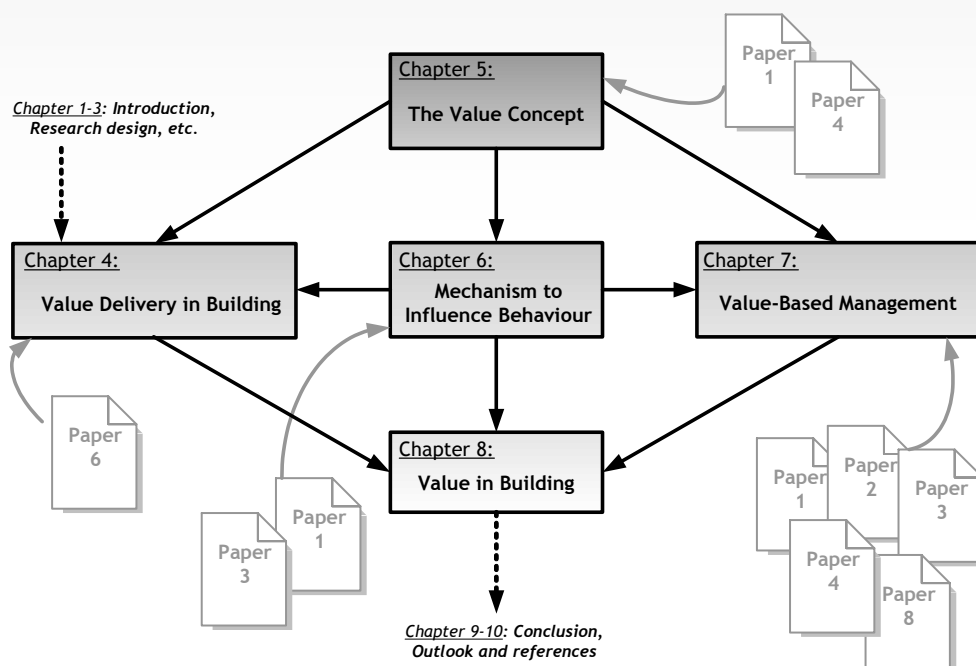 Chapter 5:
The Value Concept
Paper
1
Paper
4
Chapter 1-3: Introduction,
Research design, etc.
Chapter 4:
Value Delivery in Building
Chapter 6:
Mechanism to
Influence Behaviour
Chapter 7:
Value-Based Management
Paper
6
Chapter 8:
Value in Building
Paper
3
Paper
1
Paper
1
Paper
2
Paper
3
Paper
4
Paper
8
Chapter 9-10: Conclusion,
Outlook and references